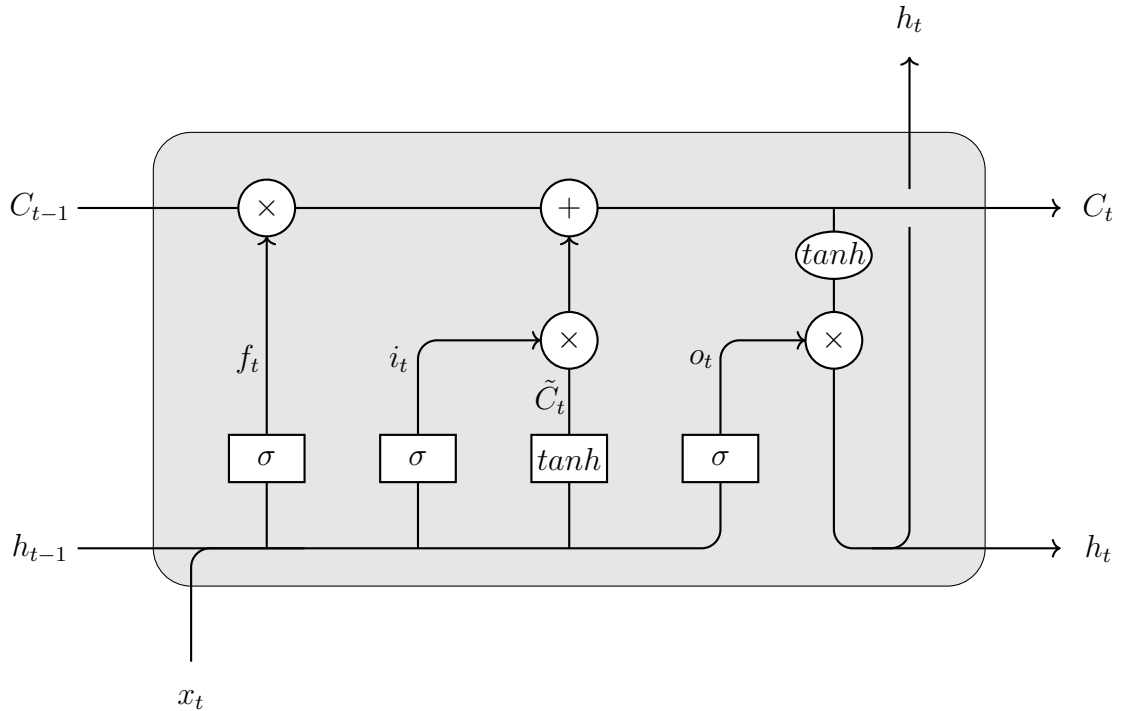 h_t
C_{t−1} × + C_t
tanh
f_t i_t × o_t ×
C̃_t
σ σ tanh σ
h_{t−1} h_t
x_t